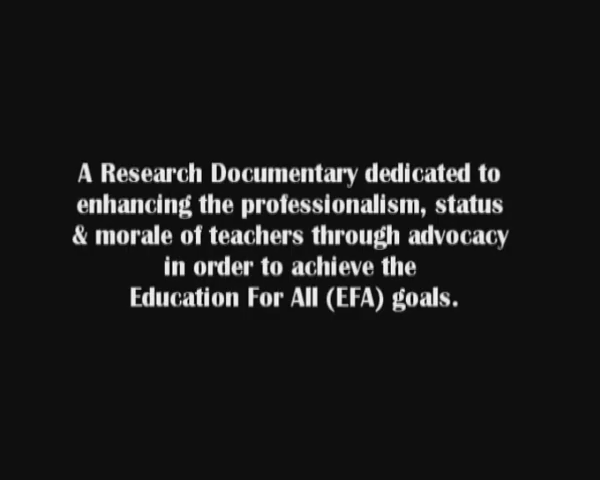 A Research Documentary dedicated to
enhancing the professionalism, status
& morale of teachers through advocacy
in order to achieve the
Education For All (EFA) goals.